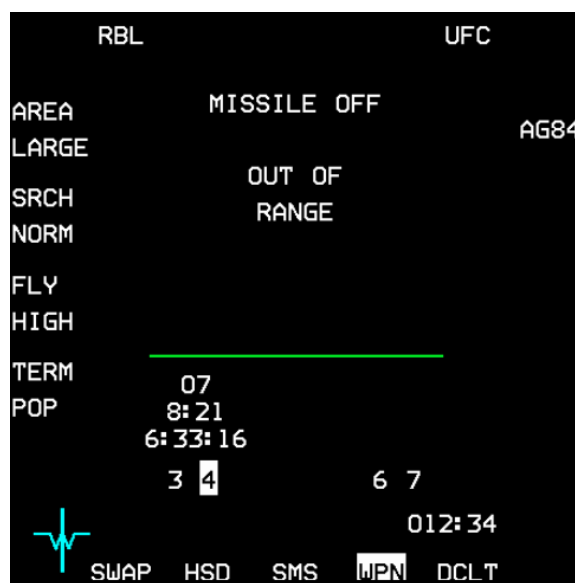 RBL UFC
MISSILE OFF
AREA
LARGE
AG84
OUT OF
RANGE
SRCH
NORM
FLY
HIGH
TERM
POP
07
8:21
6:33:16
3 4 6 7
012:34
SWAP HSD SMS WPN DCLT